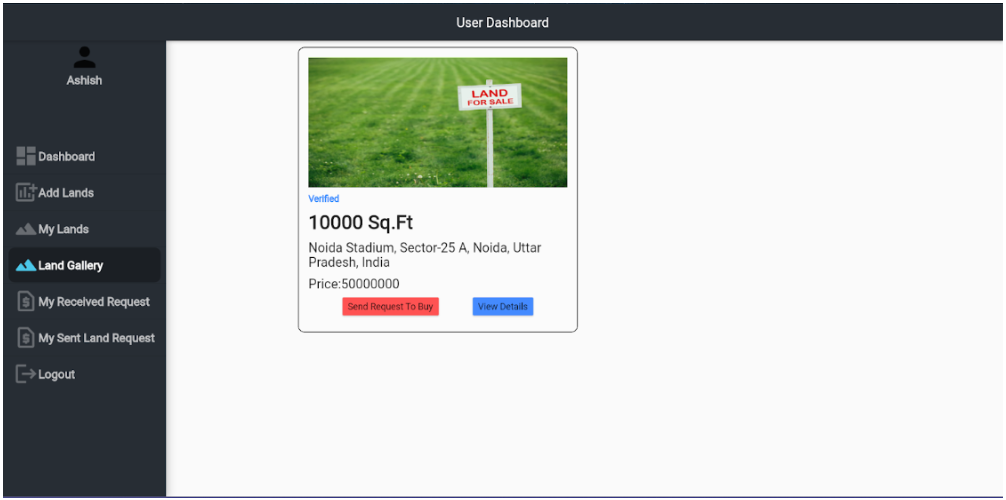 User Dashboard
Ashish
Dashboard
Add Lands
My Lands
Land Gallery
My Received Request
My Sent Land Request
Logout
LAND
FOR SALE
Verified
10000 Sq.Ft
Noida Stadium, Sector-25 A, Noida, Uttar
Pradesh, India
Price:50000000
Send Request To Buy
View Details